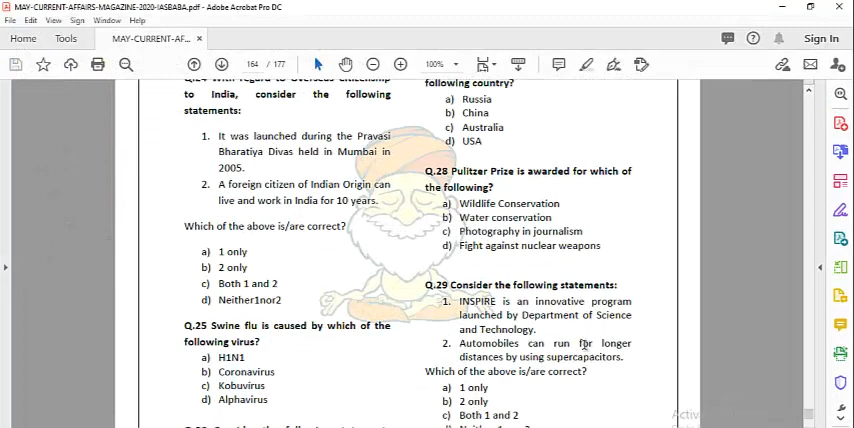 MAY-CURRENT-AFFAIRS-MAGAZINE-2020-IASBABA.pdf - Adobe Acrobat Pro DC
File Edit View Sign Window Help
Home Tools MAY-CURRENT-AF... × Sign In
164 / 177 100%
Q.24 With regard to Overseas Citizenship
to India, consider the following
statements:
1. It was launched during the Pravasi
Bharatiya Divas held in Mumbai in
2005.
2. A foreign citizen of Indian Origin can
live and work in India for 10 years.
Which of the above is/are correct?
a) 1 only
b) 2 only
c) Both 1 and 2
d) Neither1nor2
Q.25 Swine flu is caused by which of the
following virus?
a) H1N1
b) Coronavirus
c) Kobuvirus
d) Alphavirus
following country?
a) Russia
b) China
c) Australia
d) USA
Q.28 Pulitzer Prize is awarded for which of
the following?
a) Wildlife Conservation
b) Water conservation
c) Photography in journalism
d) Fight against nuclear weapons
Q.29 Consider the following statements:
1. INSPIRE is an innovative program
launched by Department of Science
and Technology.
2. Automobiles can run for longer
distances by using supercapacitors.
Which of the above is/are correct?
a) 1 only
b) 2 only
c) Both 1 and 2